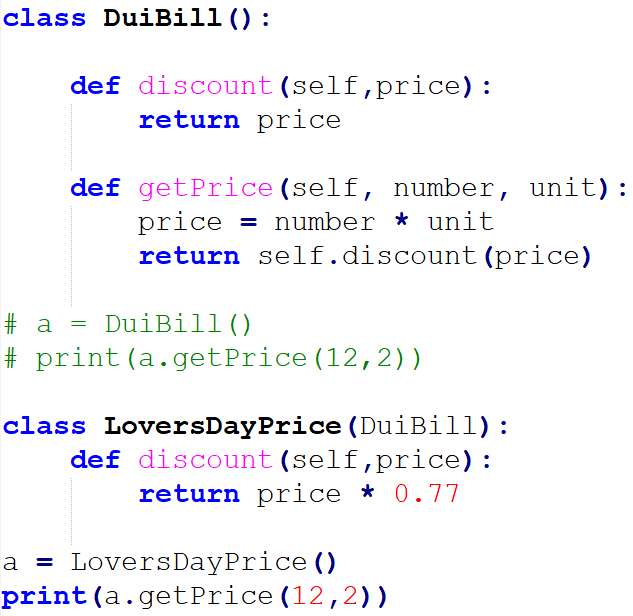 class DuiBill():
    def discount(self,price):
        return price
    def getPrice(self, number, unit):
        price = number * unit
        return self.discount(price)
# a = DuiBill()
# print(a.getPrice(12,2))
class LoversDayPrice(DuiBill):
    def discount(self,price):
        return price * 0.77
a = LoversDayPrice()
print(a.getPrice(12,2))